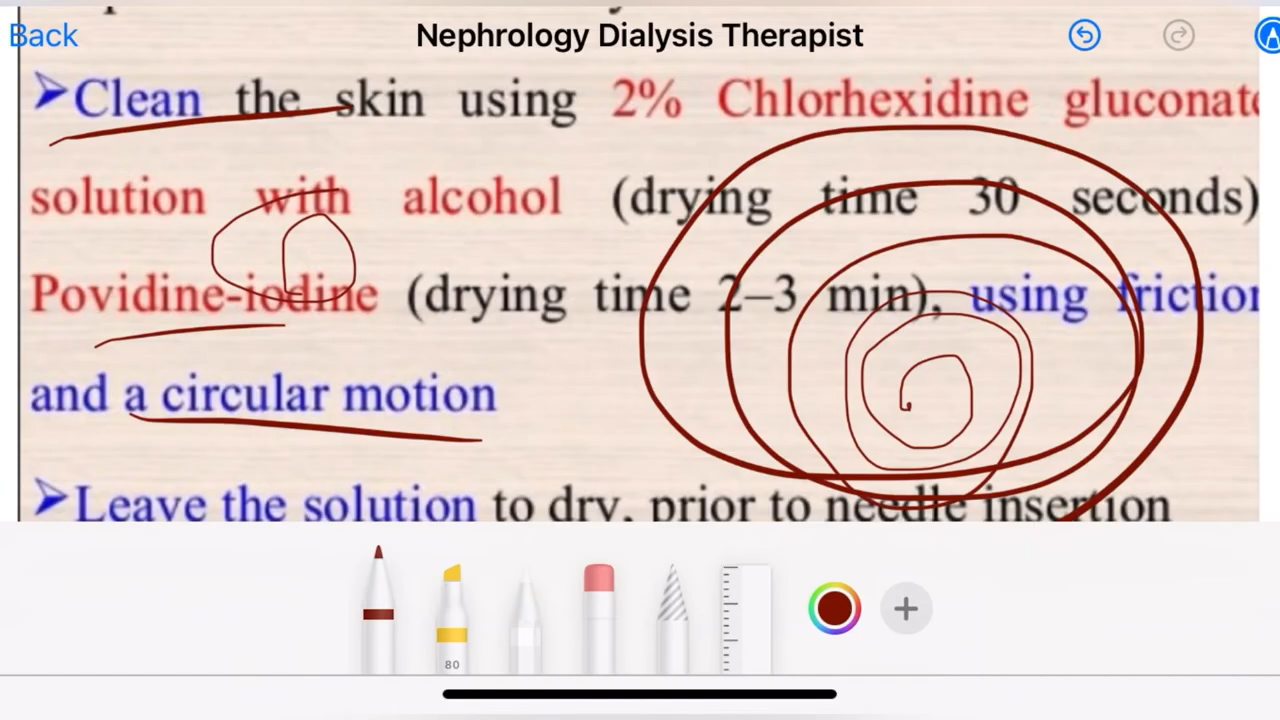 Back
Nephrology Dialysis Therapist
➢Clean the skin using 2% Chlorhexidine gluconate
solution with alcohol (drying time 30 seconds)
Povidine-iodine (drying time 2–3 min), using friction
and a circular motion
➢Leave the solution to dry, prior to needle insertion
80